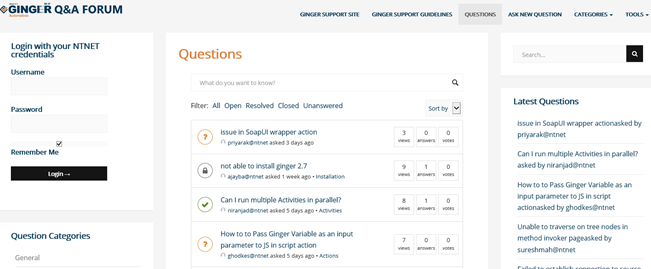 GINGER Q&A FORUM
Automation
GINGER SUPPORT SITE
GINGER SUPPORT GUIDELINES
QUESTIONS
ASK NEW QUESTION
CATEGORIES
TOOLS
Login with your NTNET
credentials
Username
Password
Remember Me
Login →
Question Categories
General
Questions
What do you want to know?
Filter: All Open Resolved Closed Unanswered
Sort by
issue in SoapUI wrapper action
priyarak@ntnet asked 3 days ago
3 views
0 answers
0 votes
not able to install ginger 2.7
ajayba@ntnet asked 1 week ago • Installation
9 views
1 answers
0 votes
Can I run multiple Activities in parallel?
niranjad@ntnet asked 5 days ago • Activities
8 views
1 answers
0 votes
How to to Pass Ginger Variable as an
input parameter to JS in script action
ghodkes@ntnet asked 5 days ago • Actions
7 views
0 answers
0 votes
Search...
Latest Questions
issue in SoapUI wrapper actionasked by
priyarak@ntnet
Can I run multiple Activities in parallel?
asked by niranjad@ntnet
How to to Pass Ginger Variable as an
input parameter to JS in script
actionasked by ghodkes@ntnet
Unable to traverse on tree nodes in
method invoker pageasked by
sureshmah@ntnet
Failed to establish connection to source